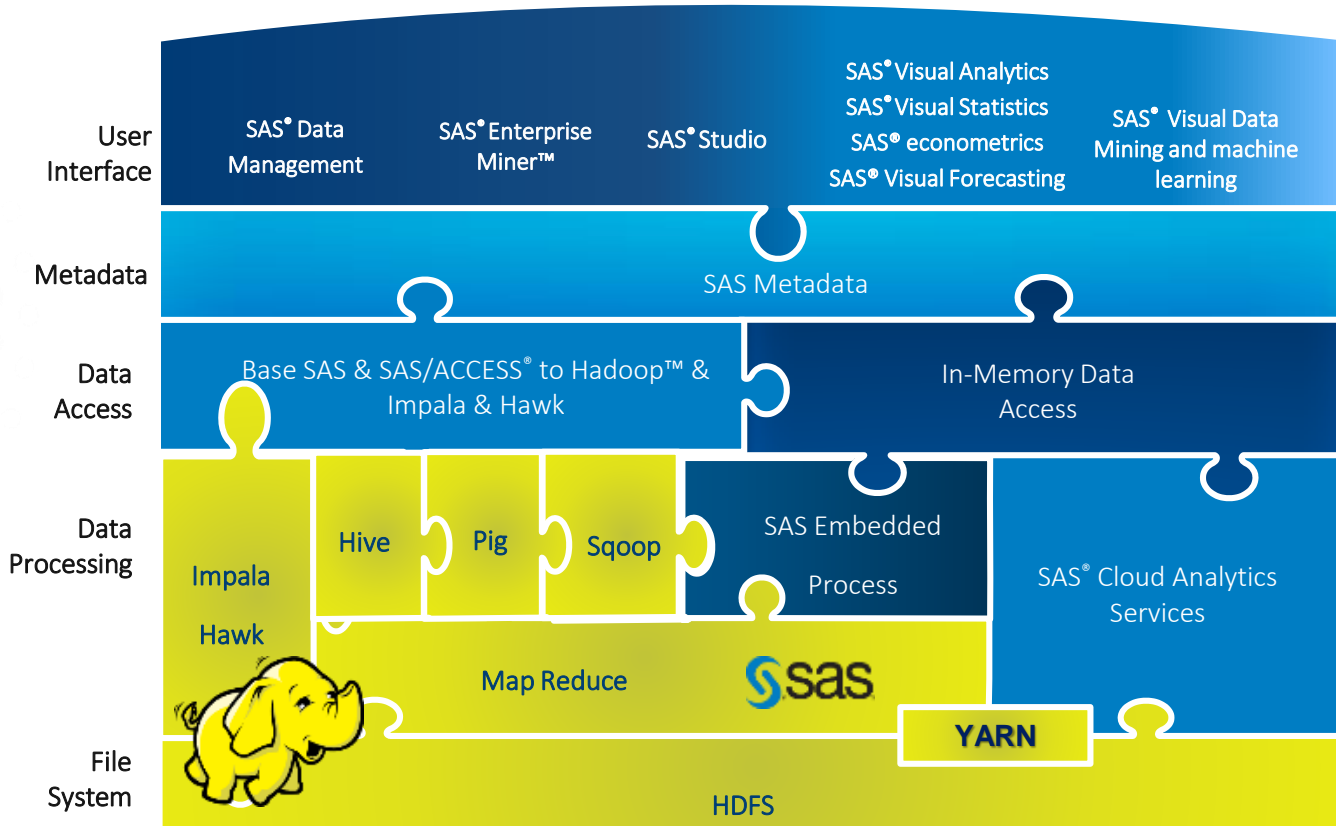 User
Interface
SAS® Data
Management
SAS® Enterprise
Miner™
SAS® Studio
SAS® Visual Analytics
SAS® Visual Statistics
SAS® econometrics
SAS® Visual Forecasting
SAS® Visual Data
Mining and machine
learning
Metadata
SAS Metadata
Data
Access
Base SAS & SAS/ACCESS® to Hadoop™ &
Impala & Hawk
In-Memory Data
Access
Data
Processing
Impala
Hawk
Hive
Pig
Sqoop
SAS Embedded
Process
SAS® Cloud Analytics
Services
Map Reduce
sas
YARN
File
System
HDFS